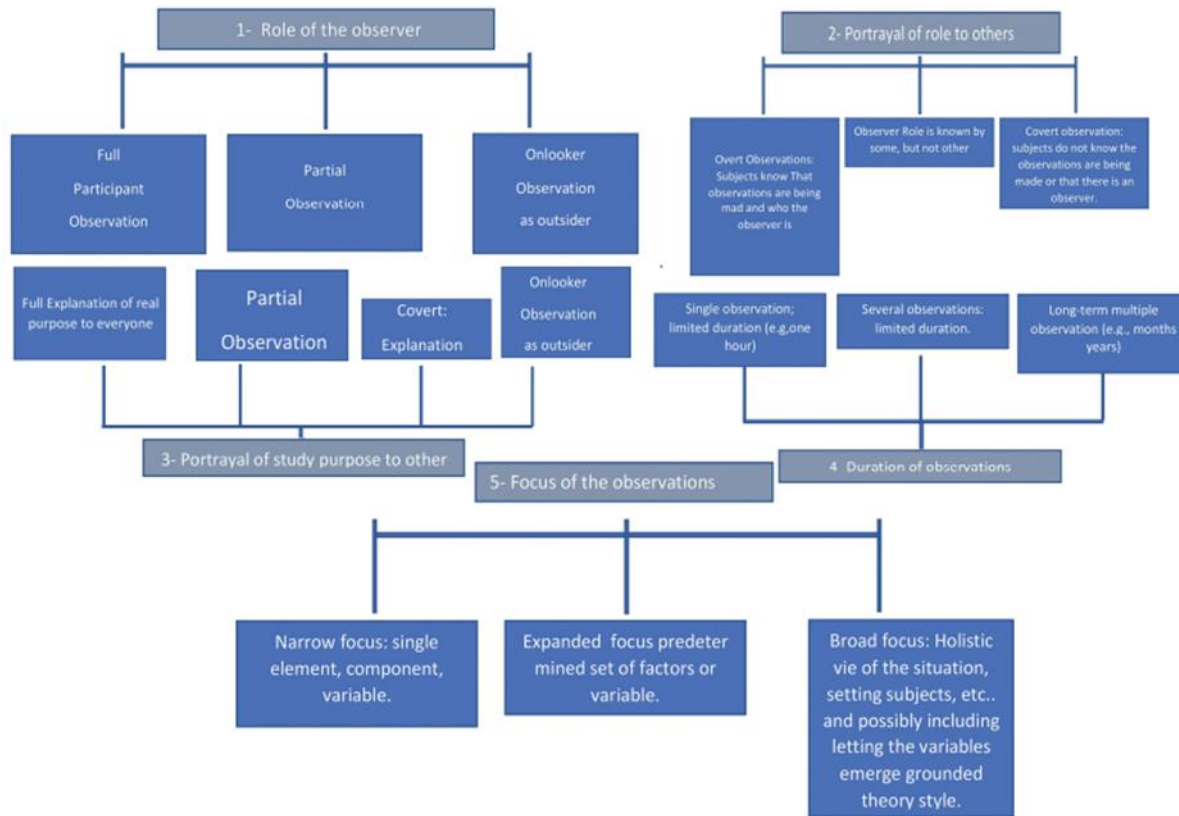 1- Role of the observer
Full
Participant
Observation
Partial
Observation
Onlooker
Observation
as outsider
2- Portrayal of role to others
Overt Observations:
Subjects know That
observations are being
mad and who the
observer is
Observer Role is known by
some, but not other
Covert observation:
subjects do not know the
observations are being
made or that there is an
observer.
Full Explanation of real
purpose to everyone
Partial
Observation
Covert:
Explanation
Onlooker
Observation
as outsider
3- Portrayal of study purpose to other
Single observation;
limited duration (e.g,one
hour)
Several observations:
limited duration.
Long-term multiple
observation (e.g., months
years)
4 Duration of observations
5- Focus of the observations
Narrow focus: single
element, component,
variable.
Expanded focus predeter
mined set of factors or
variable.
Broad focus: Holistic
vie of the situation,
setting subjects, etc..
and possibly including
letting the variables
emerge grounded
theory style.